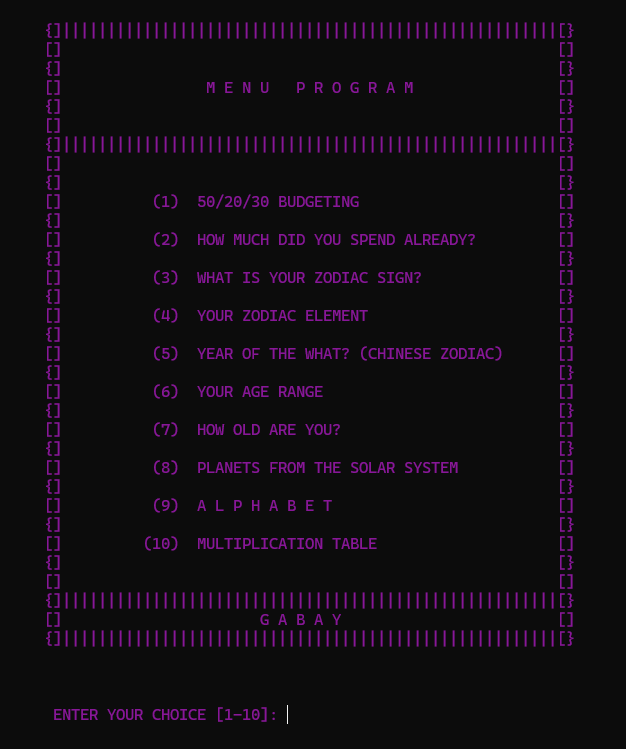 M E N U   P R O G R A M
(1)  50/20/30 BUDGETING
(2)  HOW MUCH DID YOU SPEND ALREADY?
(3)  WHAT IS YOUR ZODIAC SIGN?
(4)  YOUR ZODIAC ELEMENT
(5)  YEAR OF THE WHAT? (CHINESE ZODIAC)
(6)  YOUR AGE RANGE
(7)  HOW OLD ARE YOU?
(8)  PLANETS FROM THE SOLAR SYSTEM
(9)  A L P H A B E T
(10)  MULTIPLICATION TABLE
G A B A Y
ENTER YOUR CHOICE [1-10]: